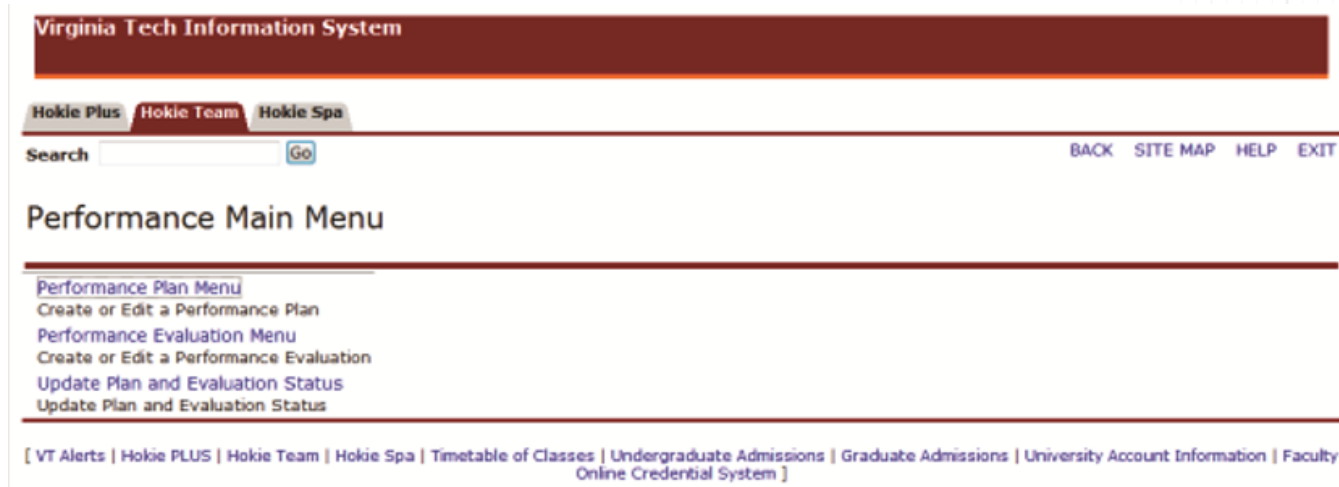 Virginia Tech Information System
Hokie Plus Hokie Team Hokie Spa
Search Go BACK SITE MAP HELP EXIT
Performance Main Menu
Performance Plan Menu
Create or Edit a Performance Plan
Performance Evaluation Menu
Create or Edit a Performance Evaluation
Update Plan and Evaluation Status
Update Plan and Evaluation Status
[ VT Alerts | Hokie PLUS | Hokie Team | Hokie Spa | Timetable of Classes | Undergraduate Admissions | Graduate Admissions | University Account Information | Faculty
Online Credential System ]